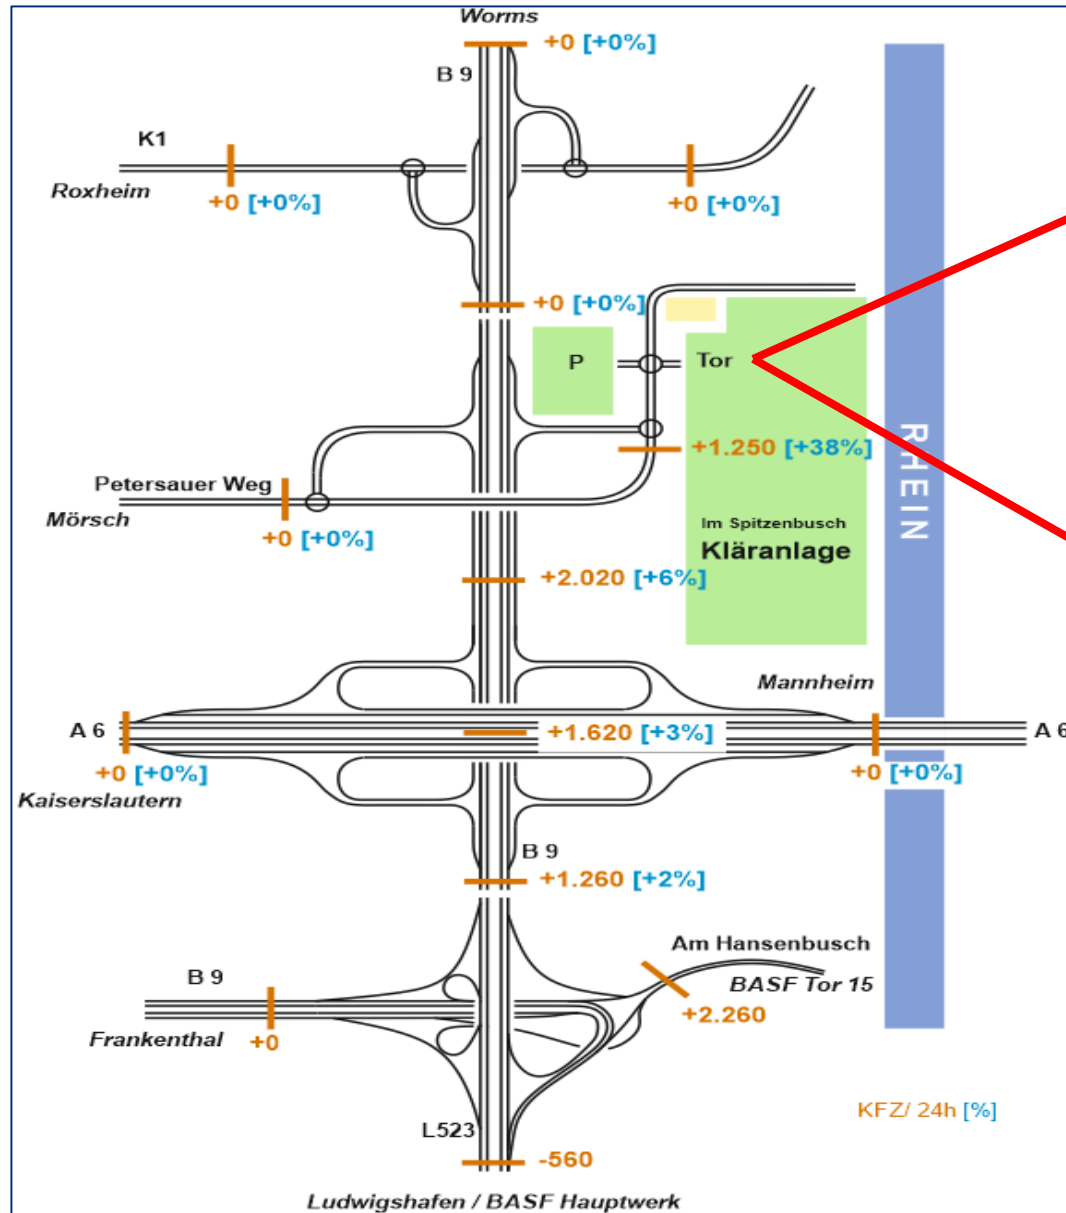 Worms
+0 [+0%]
B 9
K1
Roxheim
+0 [+0%]
+0 [+0%]
+0 [+0%]
P
Tor
RHEIN
+1.250 [+38%]
Petersauer Weg
Mörsch
+0 [+0%]
Im Spitzenbusch
Kläranlage
+2.020 [+6%]
Mannheim
A 6
+1.620 [+3%]
A 6
+0 [+0%]
+0 [+0%]
Kaiserslautern
B 9
+1.260 [+2%]
Am Hansenbusch
B 9
BASF Tor 15
+2.260
Frankenthal
+0
KFZ/ 24h [%]
L523
-560
Ludwigshafen / BASF Hauptwerk